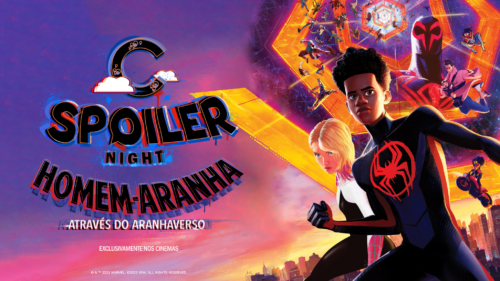 C
SPOILER
NIGHT
HOMEM-ARANHA
ATRAVÉS DO ARANHAVERSO
EXCLUSIVAMENTE NOS CINEMAS